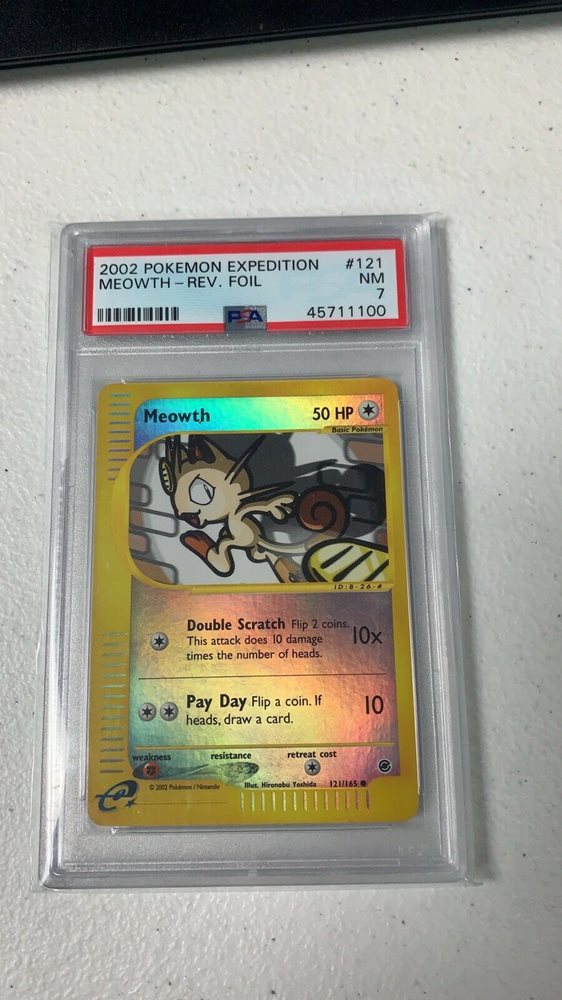 2002 POKEMON EXPEDITION #121
MEOWTH – REV. FOIL NM
7
PSA 45711100
Meowth 50 HP
Basic Pokémon
ID:B-26-#
Double Scratch Flip 2 coins.
This attack does 10 damage 10x
times the number of heads.
Pay Day Flip a coin. If 10
heads, draw a card.
weakness resistance retreat cost
© 2002 Pokémon / Nintendo Illus. Hironobu Yoshida 121/165
e